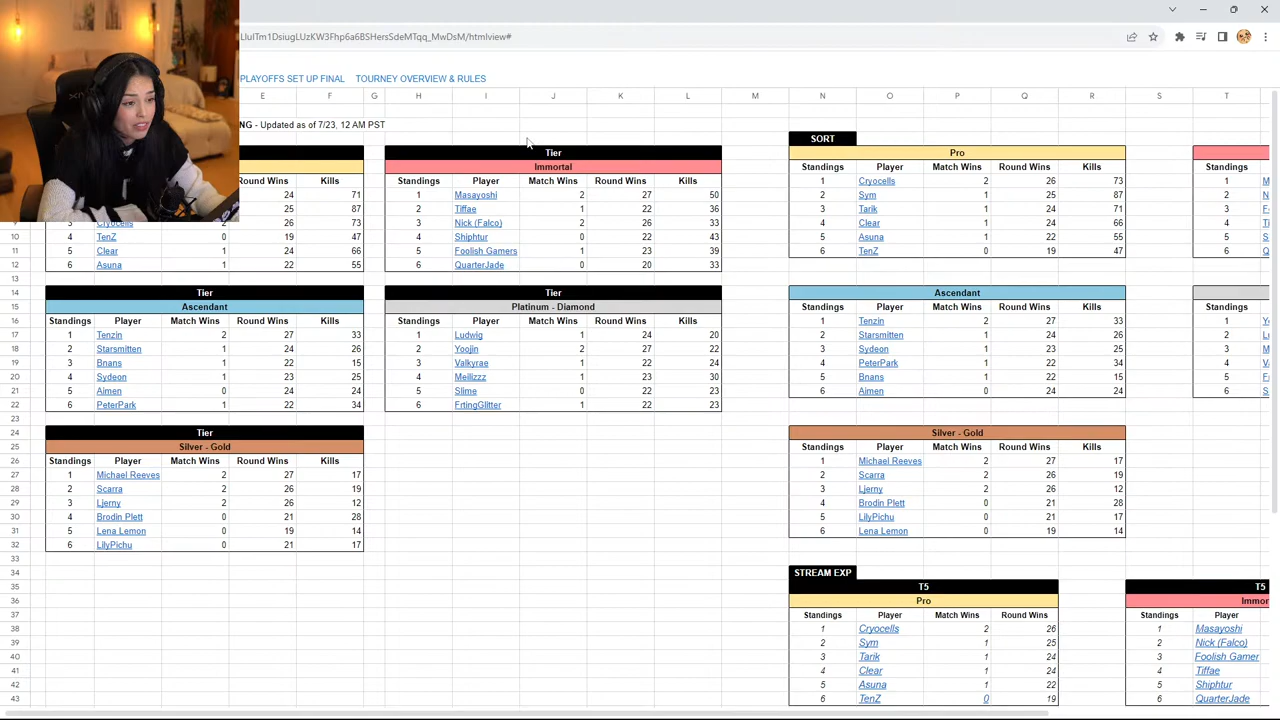 LluITm1DsiugLUzKW3Fhp6a6BSHersSdeMTqq_MwDsM/htmlview#
PLAYOFFS SET UP FINAL TOURNEY OVERVIEW & RULES
E F G H I J K L M N O P Q R S T
NG - Updated as of 7/23, 12 AM PST
SORT
Tier
Immortal
Standings Player Match Wins Round Wins Kills
1 Masayoshi 2 27 50
2 Tiffae 1 22 36
3 Nick (Falco) 2 26 33
4 Shiphtur 0 22 43
5 Foolish Gamers 1 23 39
6 QuarterJade 0 20 33
Round Wins Kills
24 71
25 87
9 3 Cryocells 2 26 73
10 4 TenZ 0 19 47
11 5 Clear 1 24 66
12 6 Asuna 1 22 55
Pro
Standings Player Match Wins Round Wins Kills
1 Cryocells 2 26 73
2 Sym 1 25 87
3 Tarik 1 24 71
4 Clear 1 24 66
5 Asuna 1 22 55
6 TenZ 0 19 47
Standings
1 M
2 N
3 F
4 Ti
5 S
6 Q
13
14 Tier
15 Ascendant
16 Standings Player Match Wins Round Wins Kills
17 1 Tenzin 2 27 33
18 2 Starsmitten 1 24 26
19 3 Bnans 1 22 15
20 4 Sydeon 1 23 25
21 5 Aimen 0 24 24
22 6 PeterPark 1 22 34
Tier
Platinum - Diamond
Standings Player Match Wins Round Wins Kills
1 Ludwig 1 24 20
2 Yoojin 2 27 22
3 Valkyrae 1 22 24
4 Meilizzz 1 23 30
5 Slime 0 22 21
6 FrtingGlitter 1 22 23
Ascendant
Standings Player Match Wins Round Wins Kills
1 Tenzin 2 27 33
2 Starsmitten 1 24 26
3 Sydeon 1 23 25
4 PeterPark 1 22 34
5 Bnans 1 22 15
6 Aimen 0 24 24
Standings
1 Y
2 L
3 M
4 V
5 F
6 S
23
24 Tier
25 Silver - Gold
26 Standings Player Match Wins Round Wins Kills
27 1 Michael Reeves 2 27 17
28 2 Scarra 2 26 19
29 3 Ljerny 2 26 12
30 4 Brodin Plett 0 21 28
31 5 Lena Lemon 0 19 14
32 6 LilyPichu 0 21 17
Silver - Gold
Standings Player Match Wins Round Wins Kills
1 Michael Reeves 2 27 17
2 Scarra 2 26 19
3 Ljerny 2 26 12
4 Brodin Plett 0 21 28
5 LilyPichu 0 21 17
6 Lena Lemon 0 19 14
33
34 STREAM EXP
35 T5 T5
36 Pro Immor
37 Standings Player Match Wins Round Wins Standings Player
38 1 Cryocells 2 26 1 Masayoshi
39 2 Sym 1 25 2 Nick (Falco)
40 3 Tarik 1 24 3 Foolish Gamer
41 4 Clear 1 24 4 Tiffae
42 5 Asuna 1 22 5 Shiphtur
43 6 TenZ 0 19 6 QuarterJade